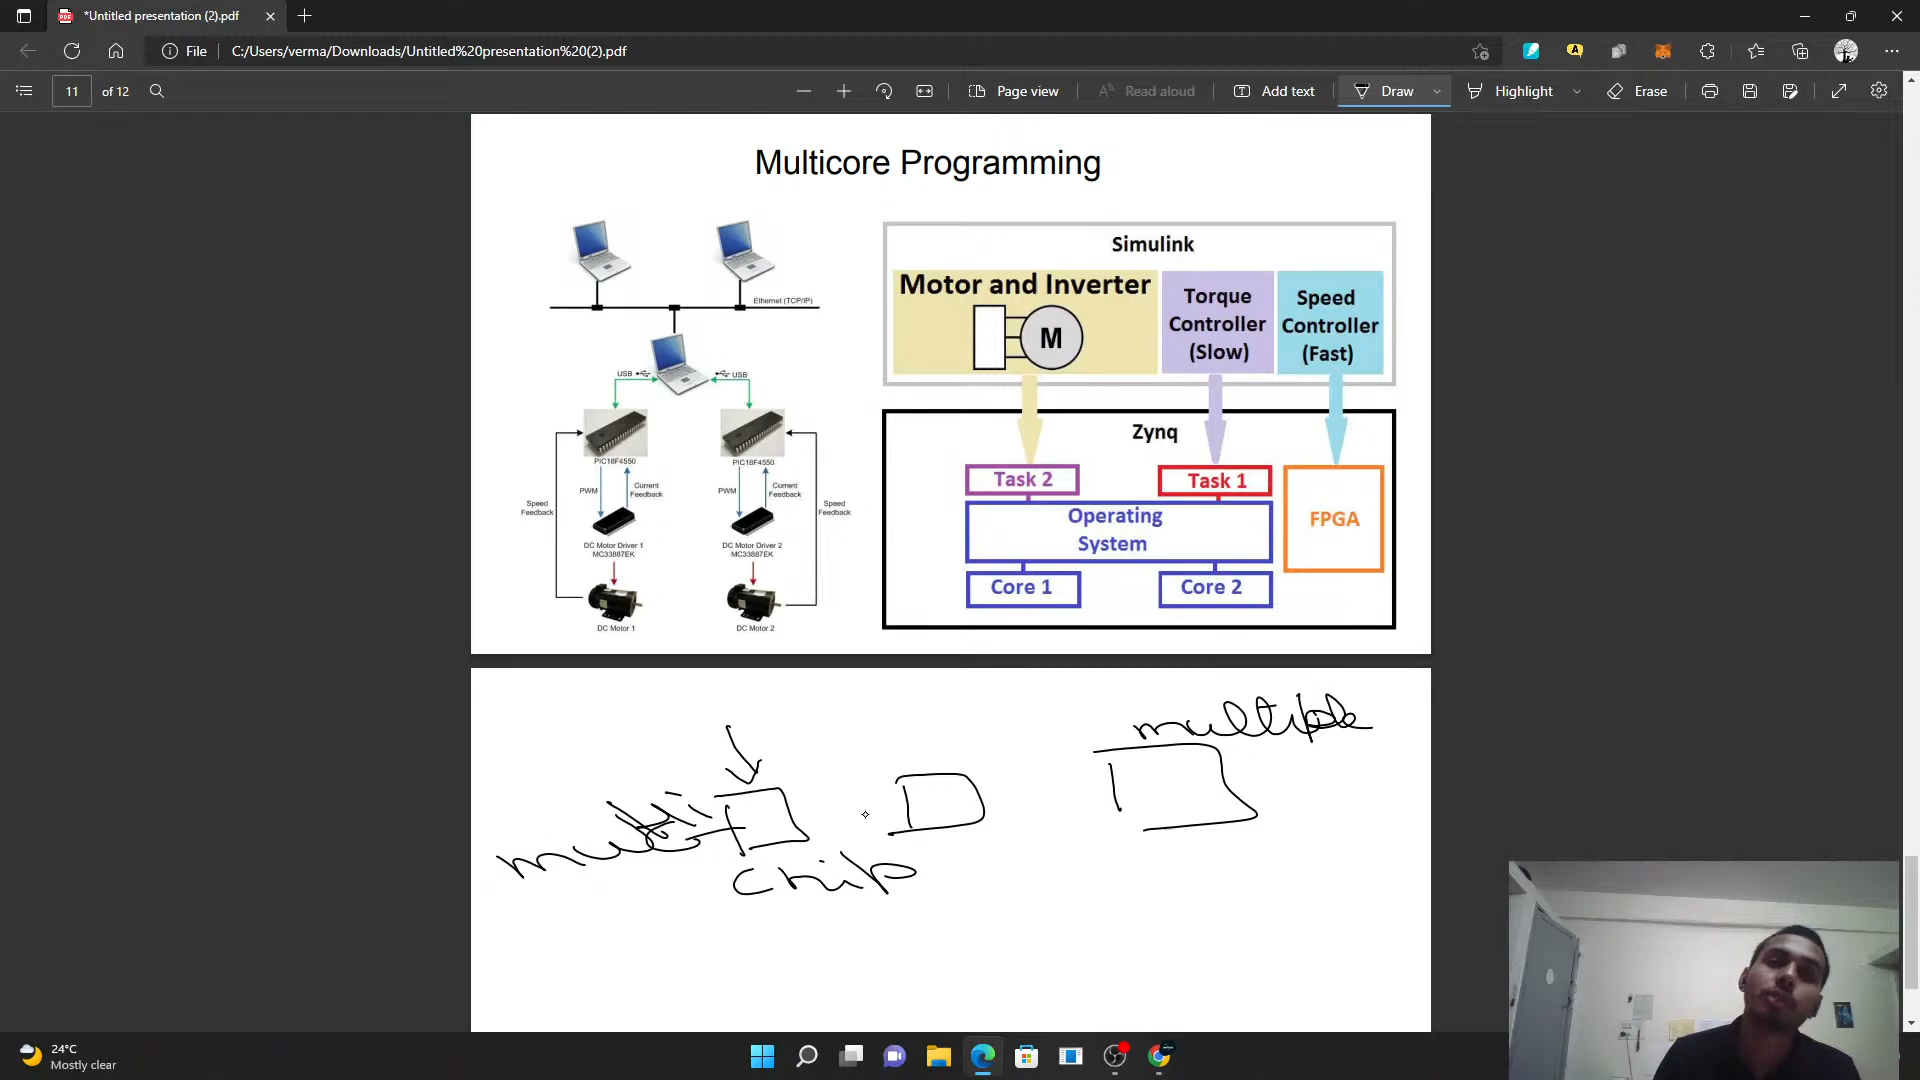 *Untitled presentation (2).pdf
File
C:/Users/verma/Downloads/Untitled%20presentation%20(2).pdf
11
of 12
Page view
Read aloud
Add text
Draw
Highlight
Erase
Multicore Programming
Ethernet (TCP/IP)
USB
USB
PIC18F4550
PIC18F4550
PWM
Current
Feedback
PWM
Current
Feedback
Speed
Feedback
Speed
Feedback
DC Motor Driver 1
MC33887EK
DC Motor Driver 2
MC33887EK
DC Motor 1
DC Motor 2
Simulink
Motor and Inverter
M
Torque
Controller
(Slow)
Speed
Controller
(Fast)
Zynq
Task 2
Task 1
Operating
System
FPGA
Core 1
Core 2
multiple
multi
chip
24°C
Mostly clear